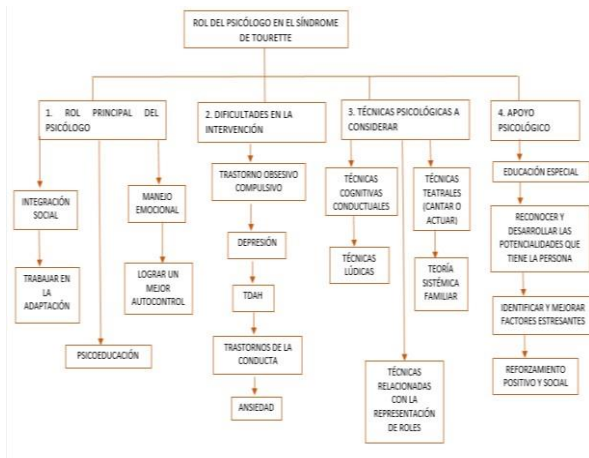 ROL DEL PSICÓLOGO EN EL SÍNDROME
DE TOURETTE
1. ROL PRINCIPAL DEL
PSICÓLOGO
INTEGRACIÓN
SOCIAL
TRABAJAR EN
LA
ADAPTACIÓN
PSICOEDUCACIÓN
MANEJO
EMOCIONAL
LOGRAR UN
MEJOR
AUTOCONTROL
2. DIFICULTADES EN LA
INTERVENCIÓN
TRASTORNO OBSESIVO
COMPULSIVO
DEPRESIÓN
TDAH
TRASTORNOS DE LA
CONDUCTA
ANSIEDAD
3. TÉCNICAS PSICOLÓGICAS A
CONSIDERAR
TÉCNICAS
COGNITIVAS
CONDUCTUALES
TÉCNICAS
LÚDICAS
TÉCNICAS
TEATRALES
(CANTAR O
ACTUAR)
TEORÍA
SISTÉMICA
FAMILIAR
TÉCNICAS
RELACIONADAS
CON LA
REPRESENTACIÓN
DE ROLES
4. APOYO
PSICOLÓGICO
EDUCACIÓN ESPECIAL
RECONOCER Y
DESARROLLAR LAS
POTENCIALIDADES QUE
TIENE LA PERSONA
IDENTIFICAR Y MEJORAR
FACTORES ESTRESANTES
REFORZAMIENTO
POSITIVO Y SOCIAL